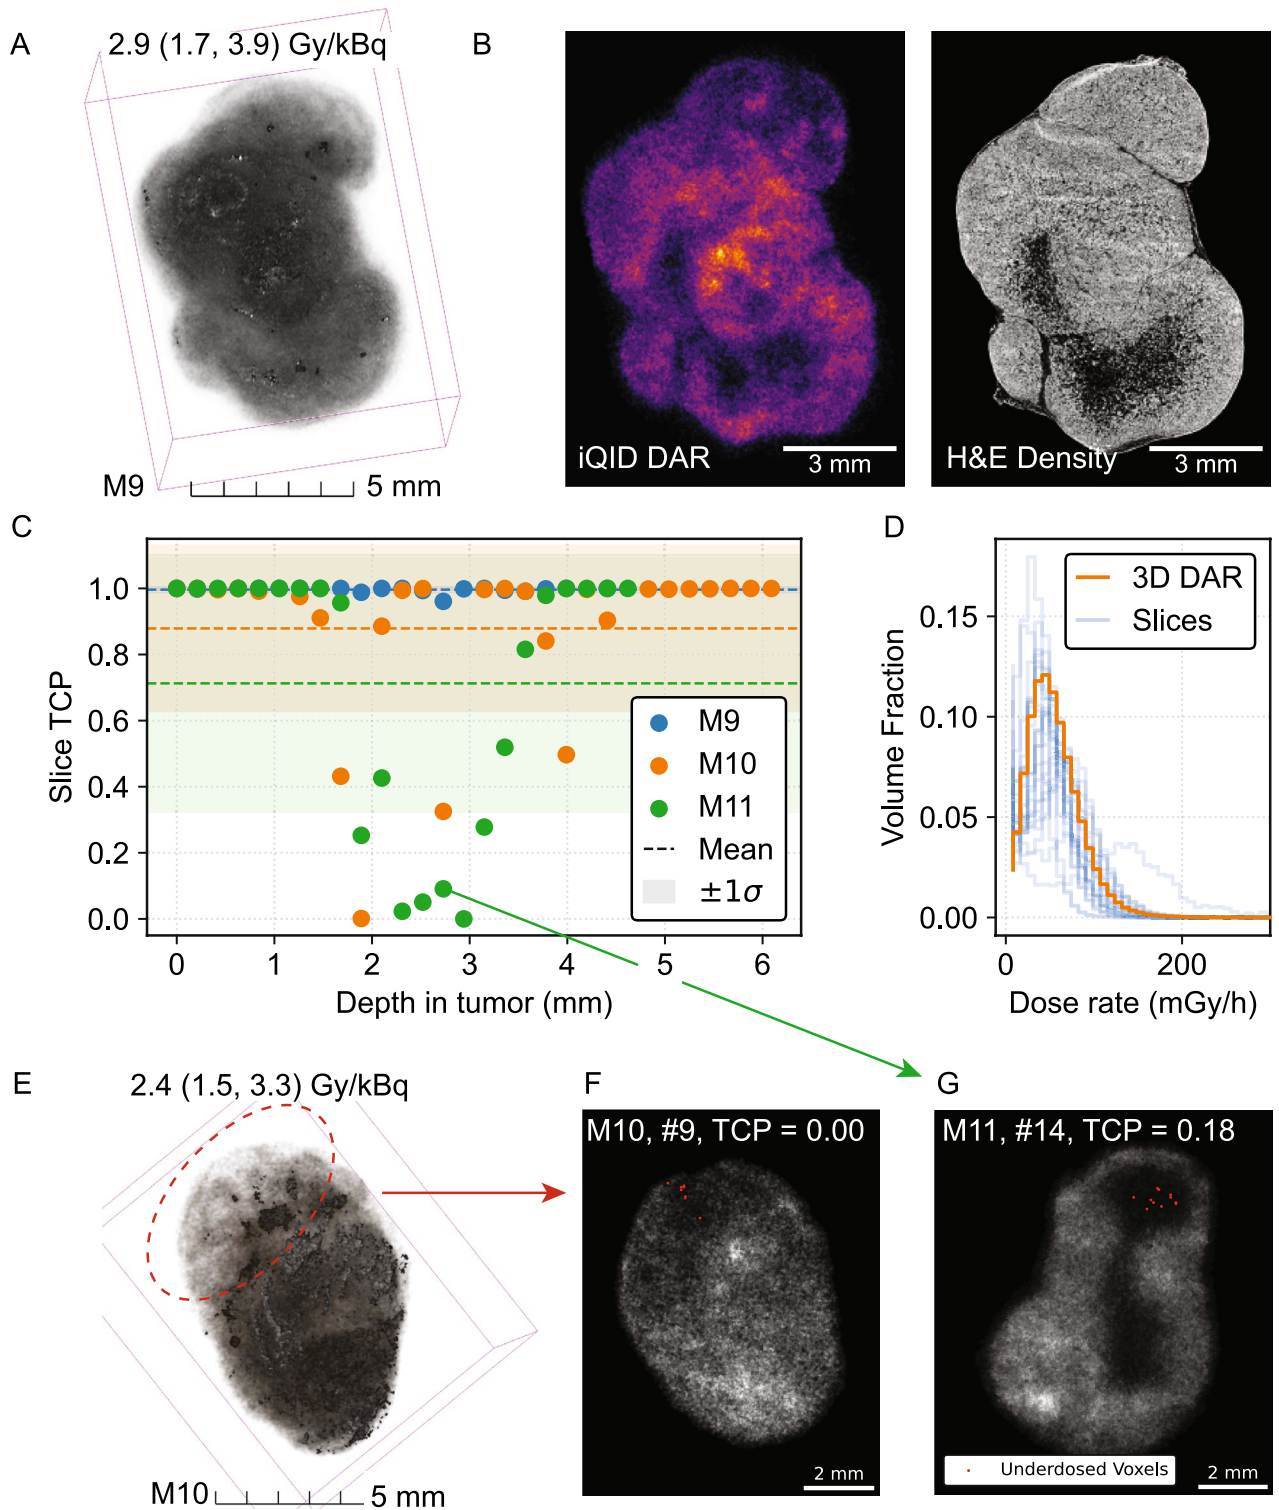 A
2.9 (1.7, 3.9) Gy/kBq
M9
5 mm
B
iQID DAR
3 mm
H&E Density
3 mm
C
Slice TCP
1.0
0.8
0.6
0.4
0.2
0.0
0
1
2
3
4
5
6
Depth in tumor (mm)
M9
M10
M11
Mean
±1σ
D
Volume Fraction
0.15
0.10
0.05
0.00
0
200
Dose rate (mGy/h)
3D DAR
Slices
E
2.4 (1.5, 3.3) Gy/kBq
M10
5 mm
F
M10, #9, TCP = 0.00
2 mm
G
M11, #14, TCP = 0.18
Underdosed Voxels
2 mm